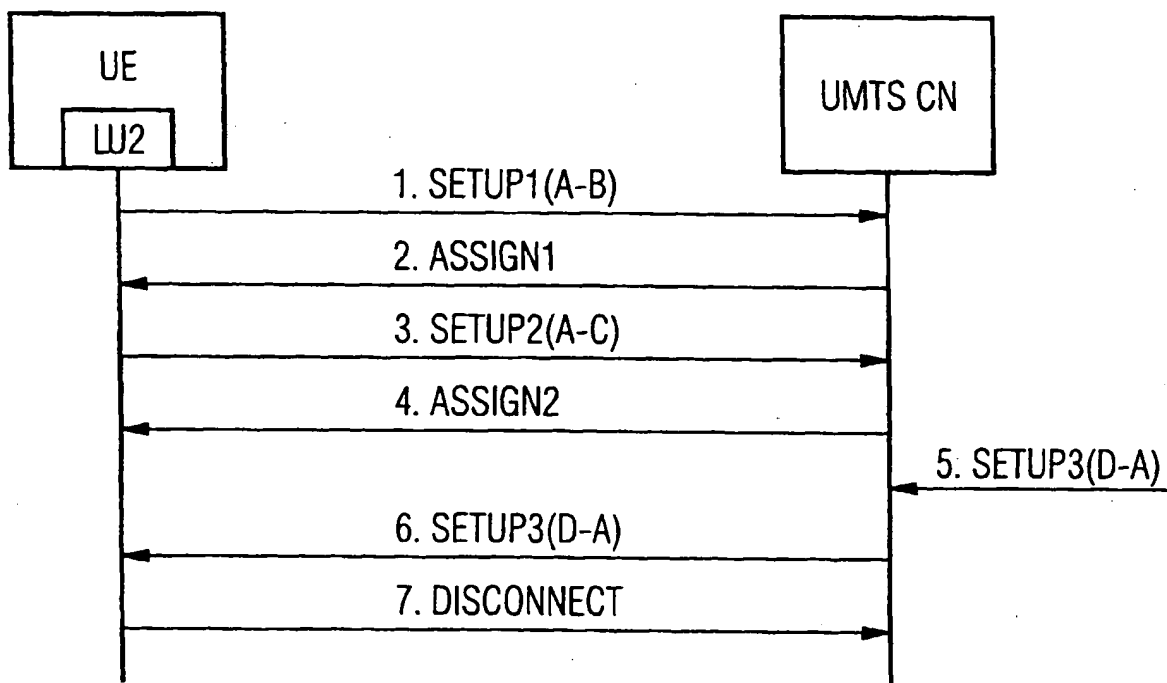 UE
LU2
UMTS CN
1. SETUP1(A-B)
2. ASSIGN1
3. SETUP2(A-C)
4. ASSIGN2
5. SETUP3(D-A)
6. SETUP3(D-A)
7. DISCONNECT